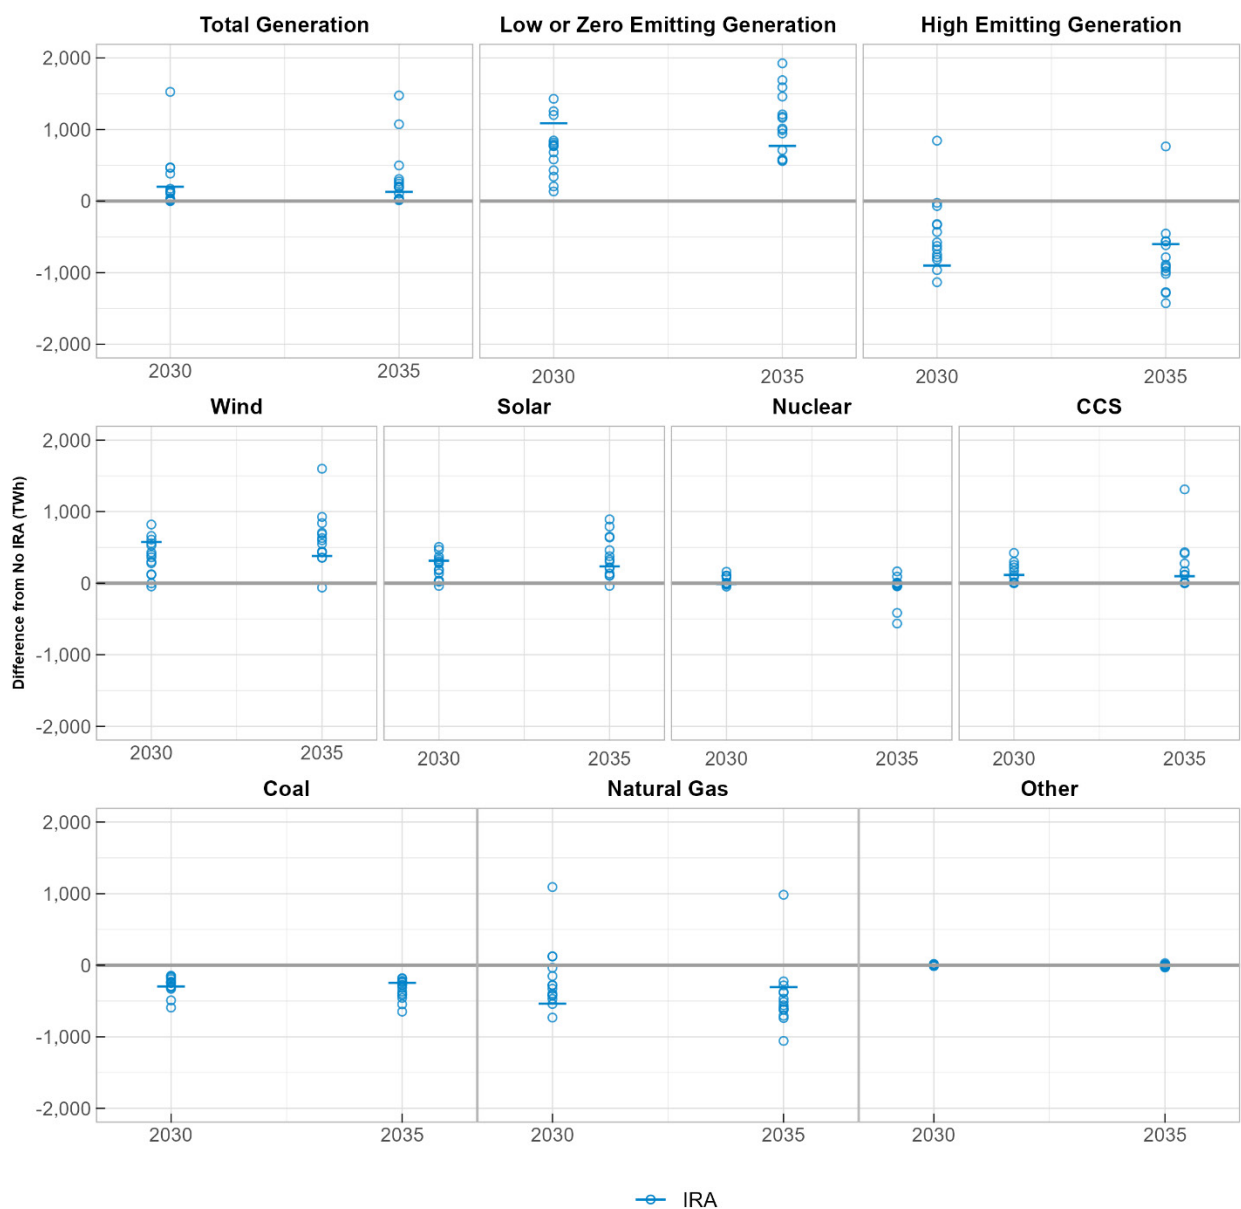 Total Generation Low or Zero Emitting Generation High Emitting Generation
2,000
1,000
0
-1,000
-2,000
2030 2035 2030 2035 2030 2035
Wind Solar Nuclear CCS
Difference from No IRA (TWh)
2,000
1,000
0
-1,000
-2,000
2030 2035 2030 2035 2030 2035 2030 2035
Coal Natural Gas Other
2,000
1,000
0
-1,000
-2,000
2030 2035 2030 2035 2030 2035
IRA